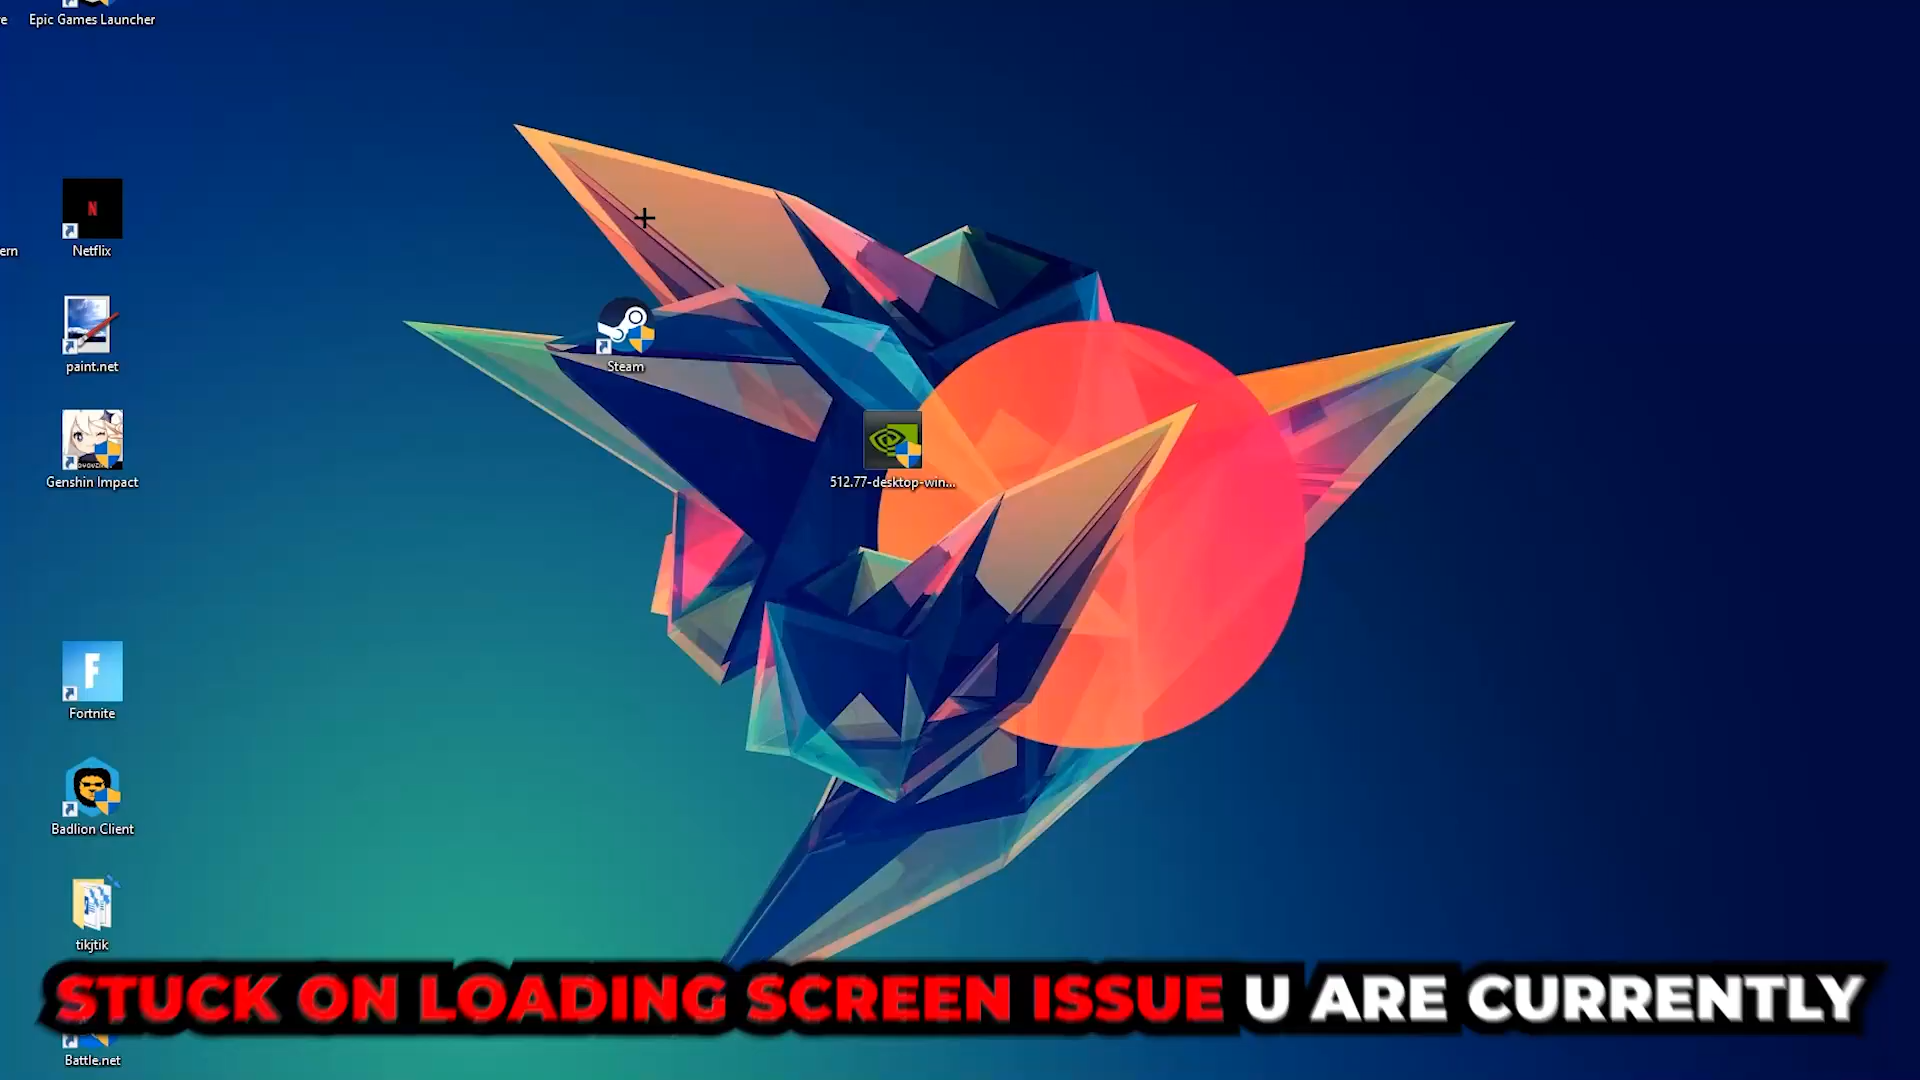 Epic Games Launcher
N
Netflix
ern
paint.net
Steam
Genshin Impact
512.77-desktop-win...
F
Fortnite
Badlion Client
tikjtik
STUCK ON LOADING SCREEN ISSUE U ARE CURRENTLY
Battle.net